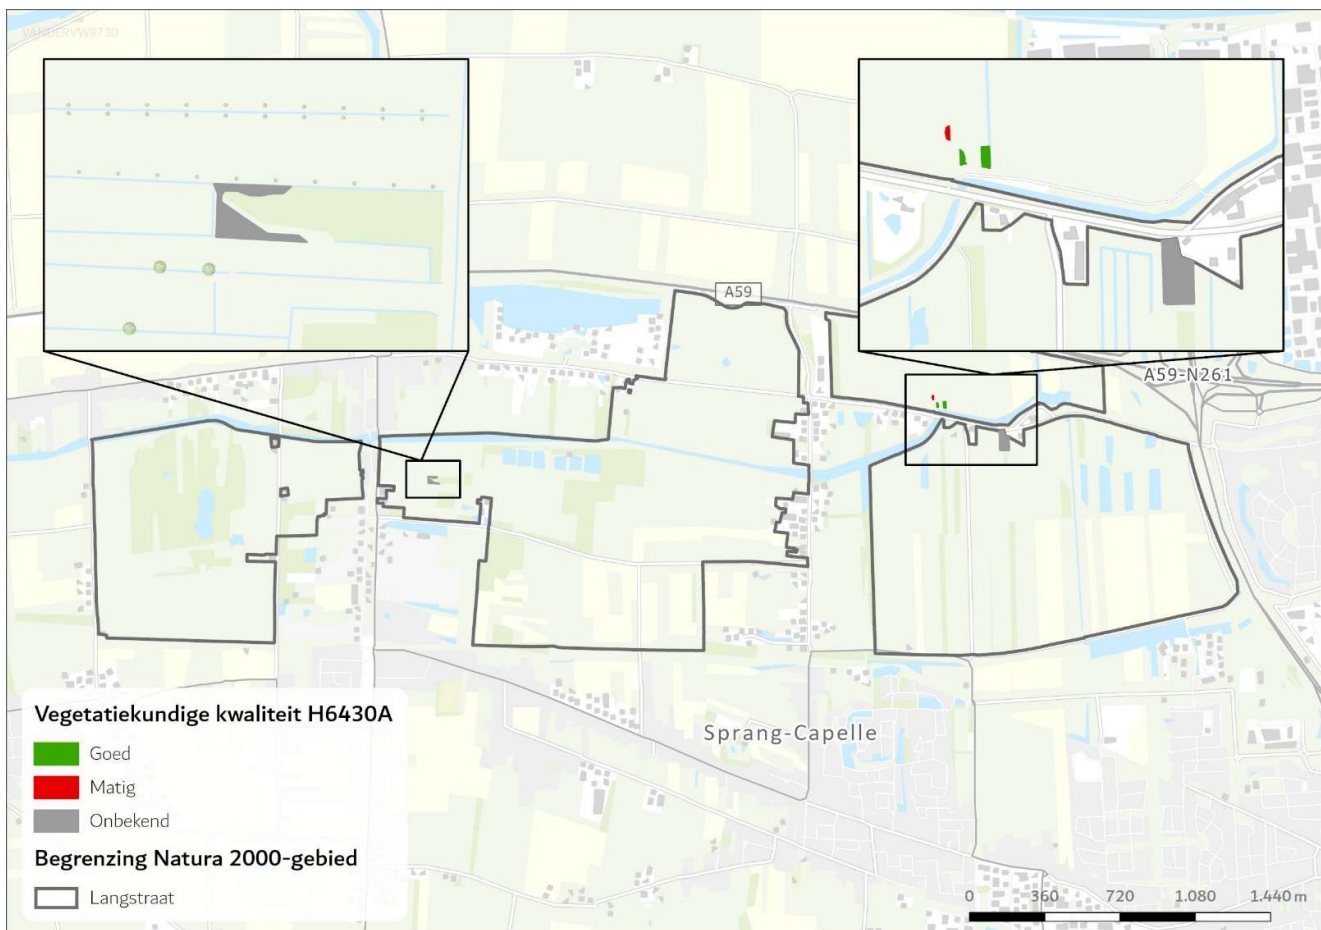 VANDERVW9730
A59
A59-N261
Sprang-Capelle
Vegetatiekundige kwaliteit H6430A
Goed
Matig
Onbekend
Begrenzing Natura 2000-gebied
Langstraat
0 360 720 1.080 1.440 m